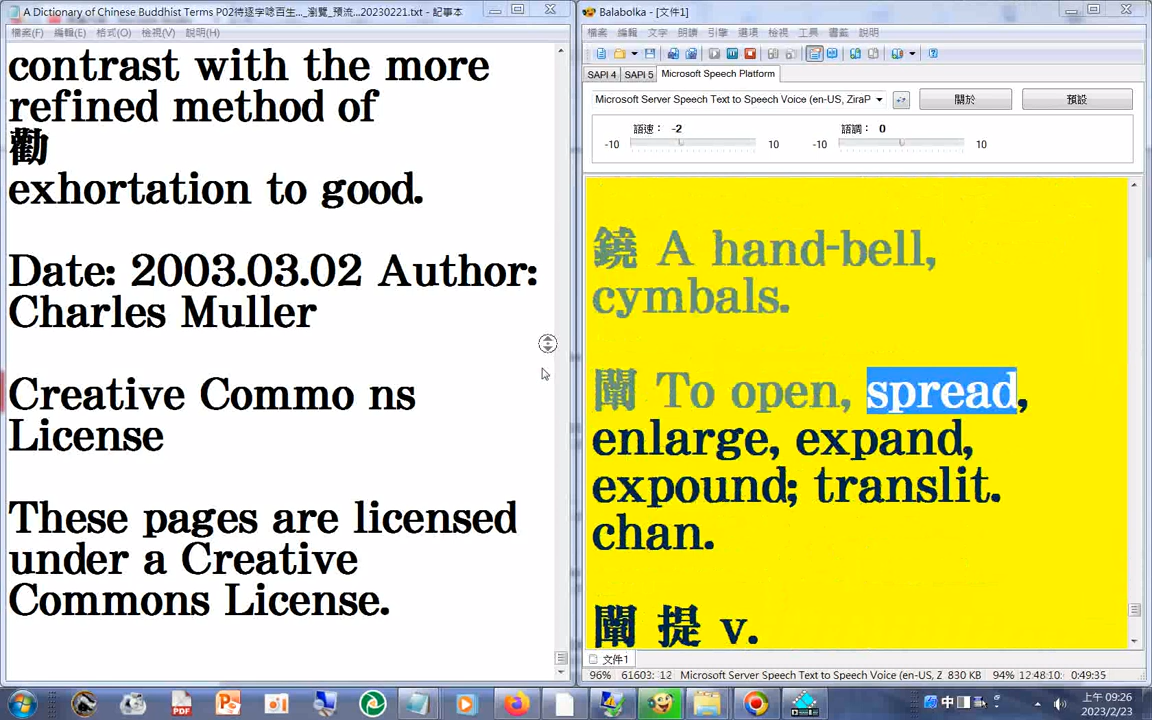 A Dictionary of Chinese Buddhist Terms P02待逐字唸百生..._瀏覽_預流...20230221.txt - 記事本
檔案(F) 編輯(E) 格式(O) 檢視(V) 說明(H)
contrast with the more
refined method of
勸
exhortation to good.
Date: 2003.03.02 Author:
Charles Muller
Creative Commo ns
License
These pages are licensed
under a Creative
Commons License.
Balabolka - [文件1]
檔案 編輯 文字 朗讀 引擎 選項 檢視 工具 書籤 說明
SAPI 4 SAPI 5 Microsoft Speech Platform
Microsoft Server Speech Text to Speech Voice (en-US, ZiraP
關於
預設
語速： -2
語調： 0
-10 10 -10 10
鐃 A hand-bell,
cymbals.
闡 To open, spread,
enlarge, expand,
expound; translit.
chan.
闡 提 v.
文件1
96% 61603: 12 Microsoft Server Speech Text to Speech Voice (en-US, Z 830 KB 94% 12:48:10: 0:49:35
中
上午 09:26
2023/2/23